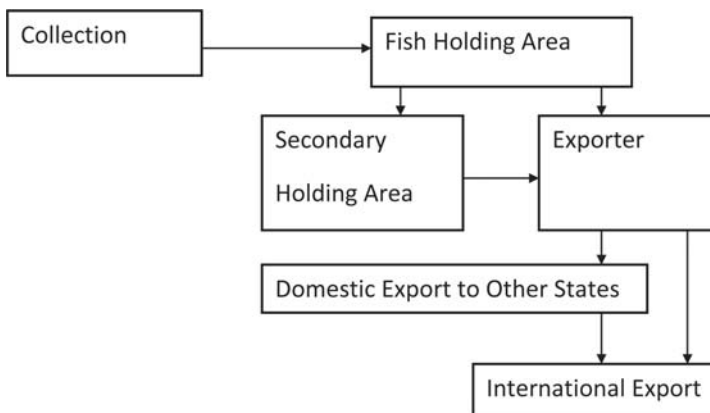 Collection
Fish Holding Area
Secondary
Holding Area
Exporter
Domestic Export to Other States
International Export